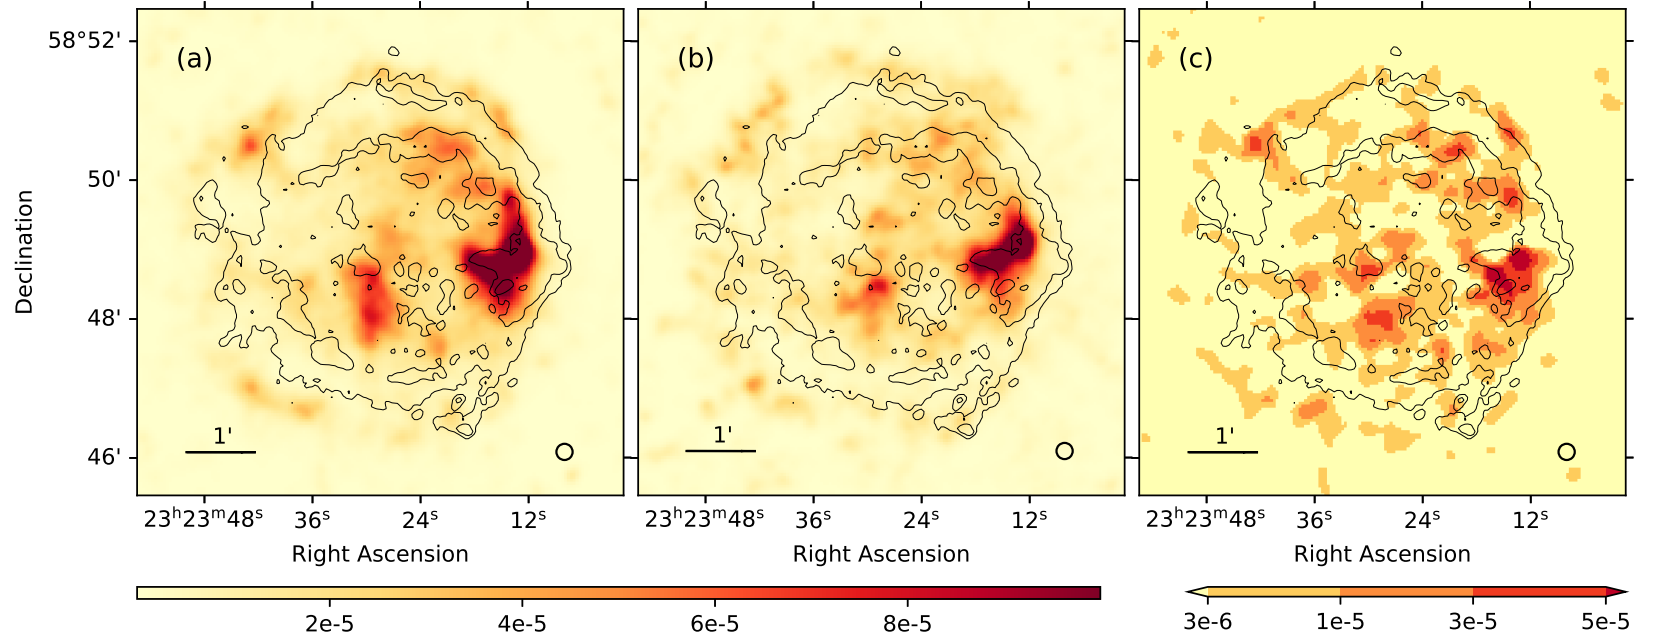 (a) (b) (c)
58°52'
50'
48'
46'
Declination
1' 1' 1'
23ʰ23ᵐ48ˢ 36ˢ 24ˢ 12ˢ 23ʰ23ᵐ48ˢ 36ˢ 24ˢ 12ˢ 23ʰ23ᵐ48ˢ 36ˢ 24ˢ 12ˢ
Right Ascension Right Ascension Right Ascension
2e-5 4e-5 6e-5 8e-5 3e-6 1e-5 3e-5 5e-5